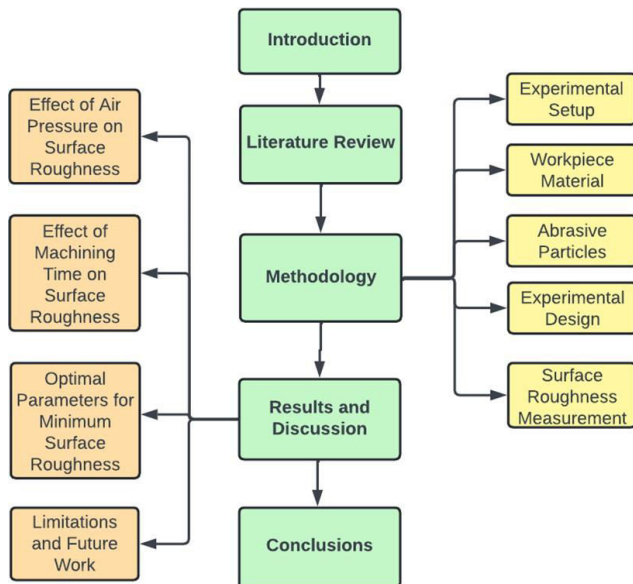 Introduction
Literature Review
Methodology
Results and
Discussion
Conclusions
Effect of Air
Pressure on
Surface
Roughness
Effect of
Machining
Time on
Surface
Roughness
Optimal
Parameters for
Minimum
Surface
Roughness
Limitations
and Future
Work
Experimental
Setup
Workpiece
Material
Abrasive
Particles
Experimental
Design
Surface
Roughness
Measurement